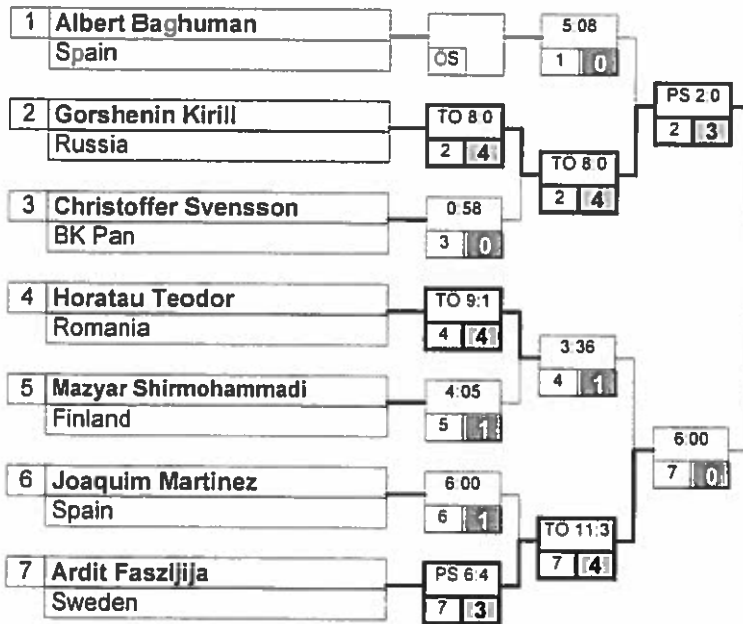 1 Albert Baghuman
Spain
ÖS
5:08
1 0
2 Gorshenin Kirill
Russia
TÖ 8:0
2 4
TÖ 8:0
2 4
PS 2:0
2 3
3 Christoffer Svensson
BK Pan
0:58
3 0
4 Horatau Teodor
Romania
TÖ 9:1
4 4
3:36
4 1
5 Mazyar Shirmohammadi
Finland
4:05
5 1
6:00
7 0
6 Joaquim Martinez
Spain
6:00
6 1
TÖ 11:3
7 4
7 Ardit Faszljija
Sweden
PS 6:4
7 3